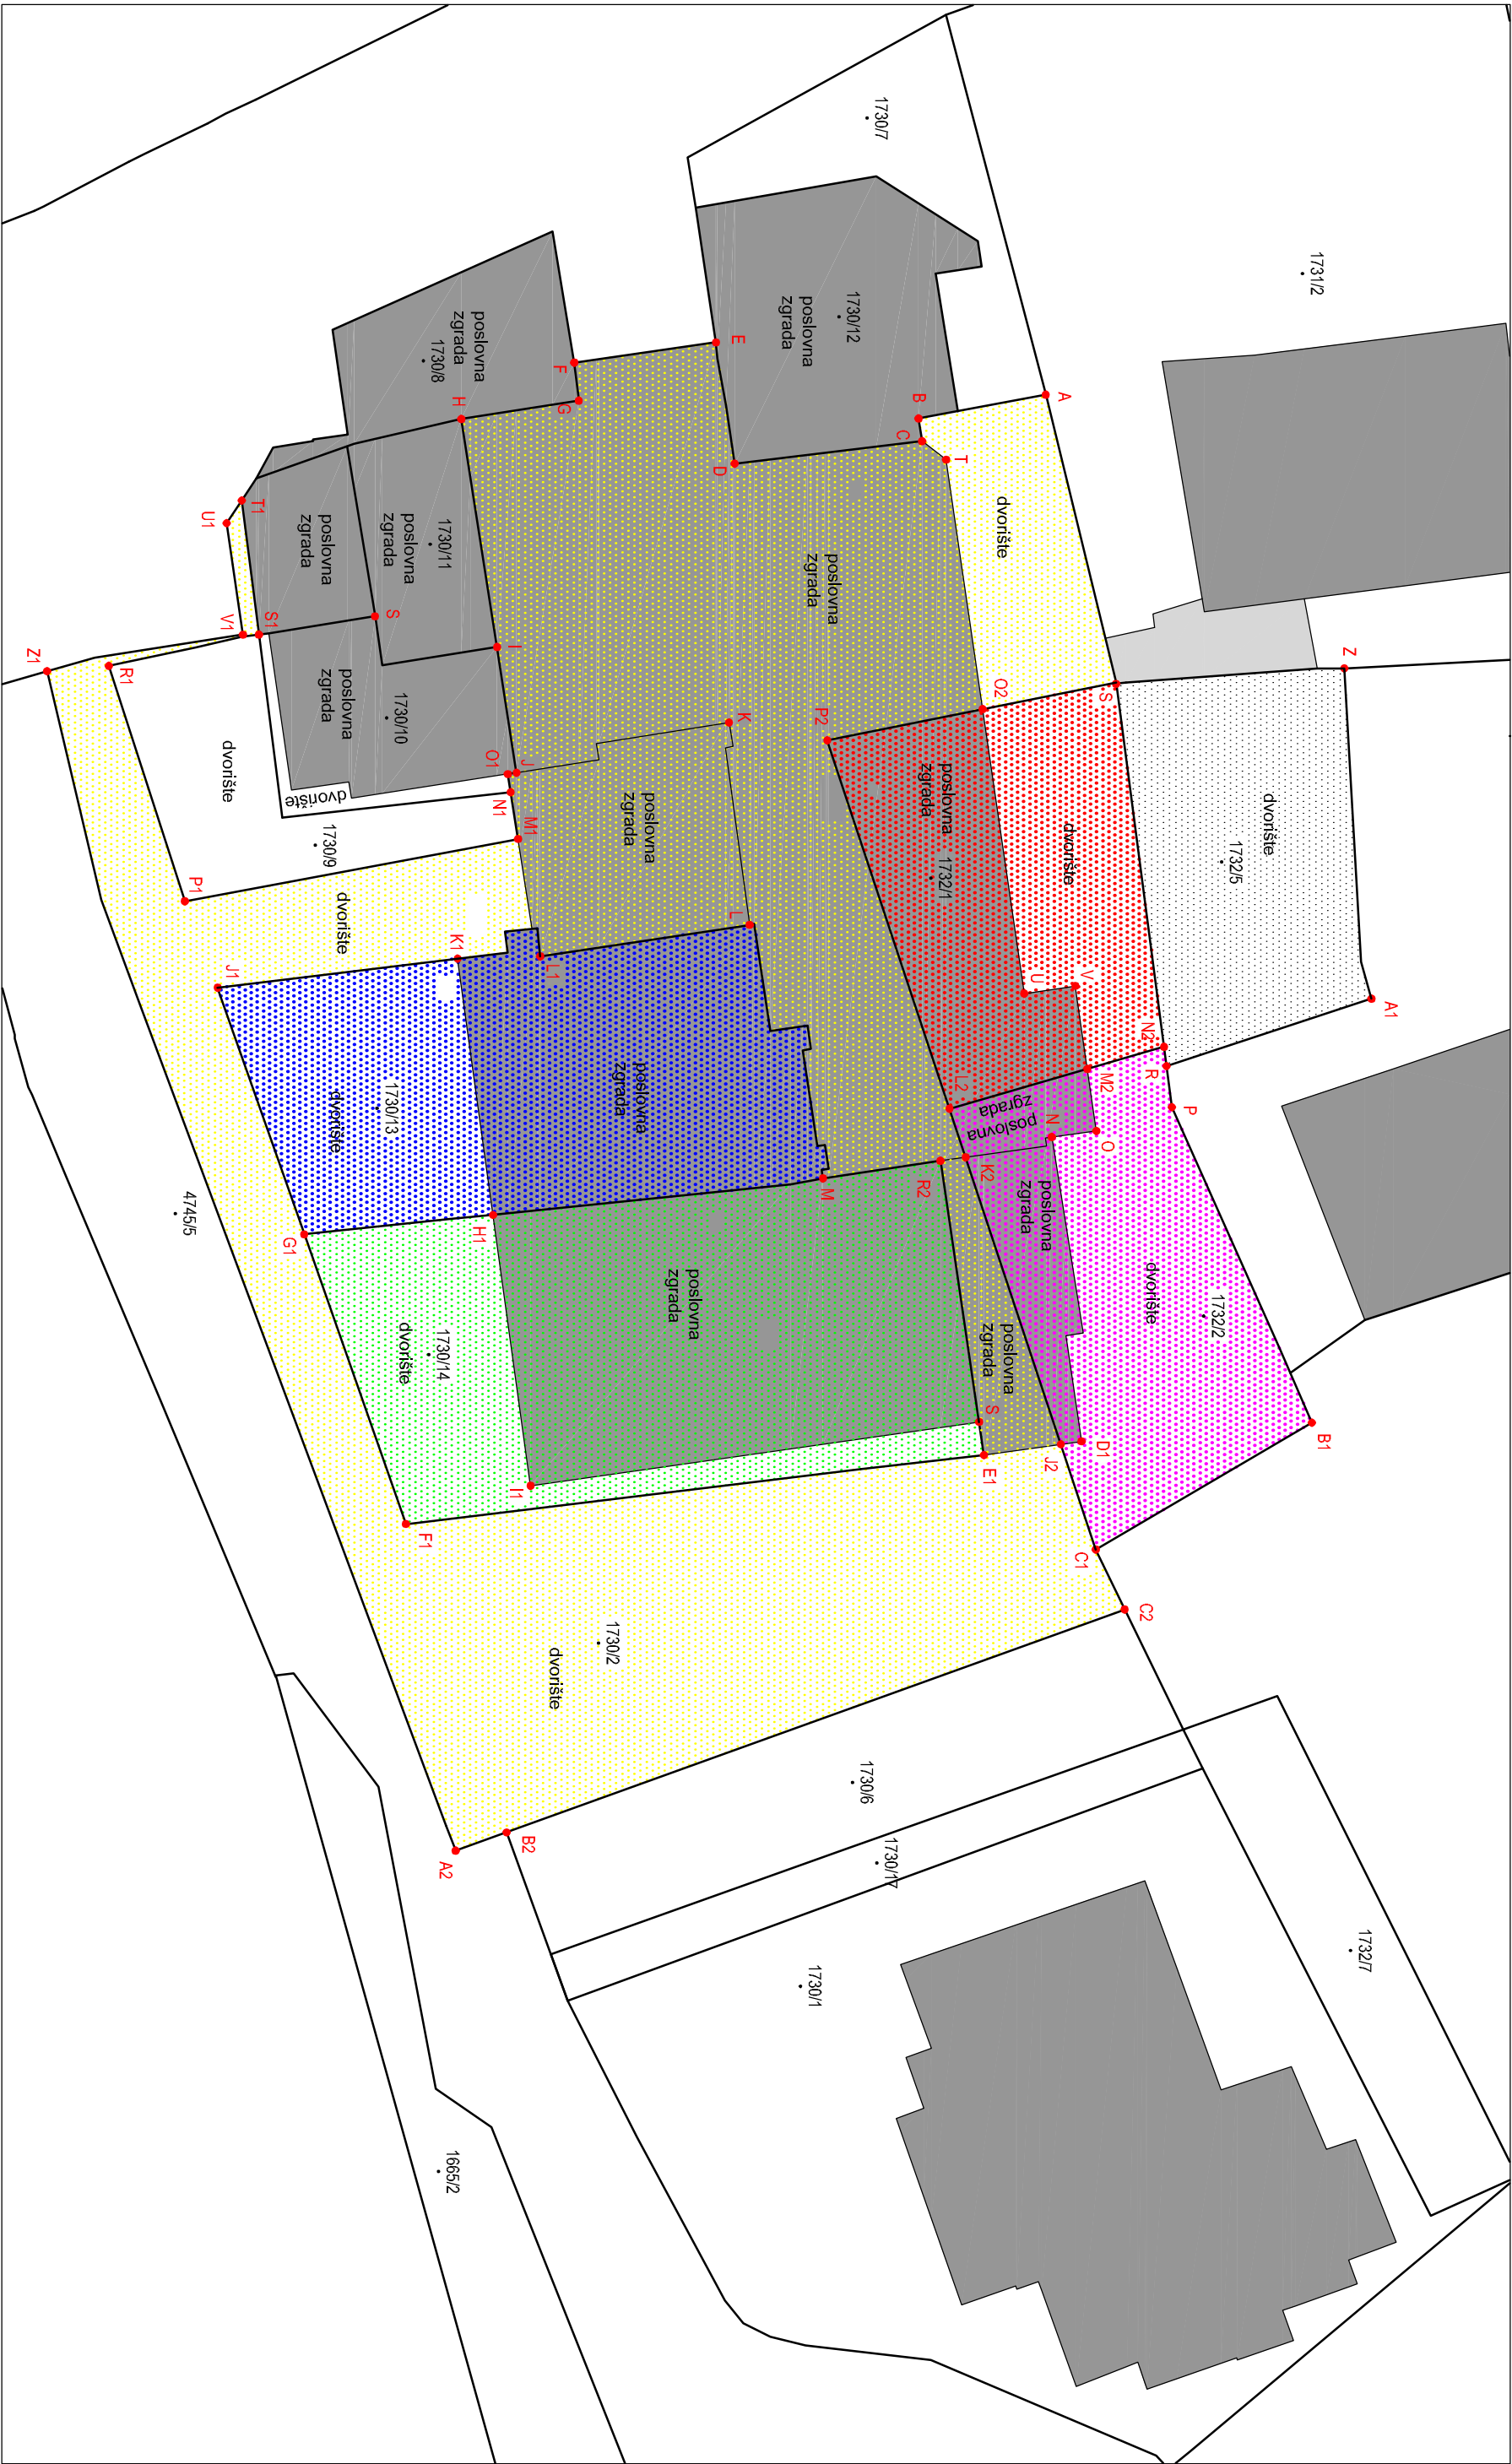 1730/7
1731/2
1730/12
poslovna
zgrada
poslovna
zgrada
1730/8
E
F
G
H
A
B
C
D
T
dvorište
1730/11
poslovna
zgrada
poslovna
zgrada
T1
U1
S
S1
V1
Z1
R1
I
poslovna
zgrada
1730/10
poslovna
zgrada
O2
P2
S
Z
K
J
O1
N1
M1
dvorište
dvorište
1730/9
poslovna
zgrada
poslovna
zgrada
1732/1
dvorište
dvorište
1732/5
P1
dvorište
K1
L1
L
J1
U
V
N2
A1
R
M2
P
L2
O
N
K2
R2
M
poslovna
zgrada
poslovna
zgrada
1730/13
dvorište
4745/5
G1
H1
poslovna
zgrada
dvorište
1732/2
poslovna
zgrada
poslovna
zgrada
1730/14
dvorište
S
E1
J2
D1
B1
C1
I1
F1
C2
1730/2
dvorište
1730/6
B2
A2
1730/17
1730/1
1732/7
1665/2